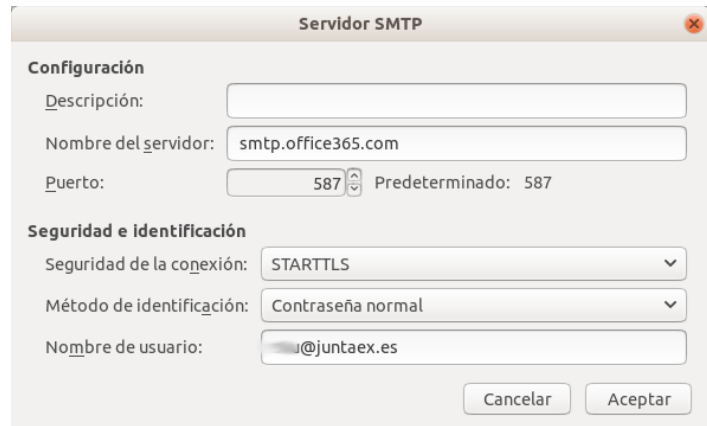 Servidor SMTP
Configuración
Descripción:
Nombre del servidor: smtp.office365.com
Puerto: 587 Predeterminado: 587
Seguridad e identificación
Seguridad de la conexión: STARTTLS
Método de identificación: Contraseña normal
Nombre de usuario: @juntaex.es
Cancelar Aceptar